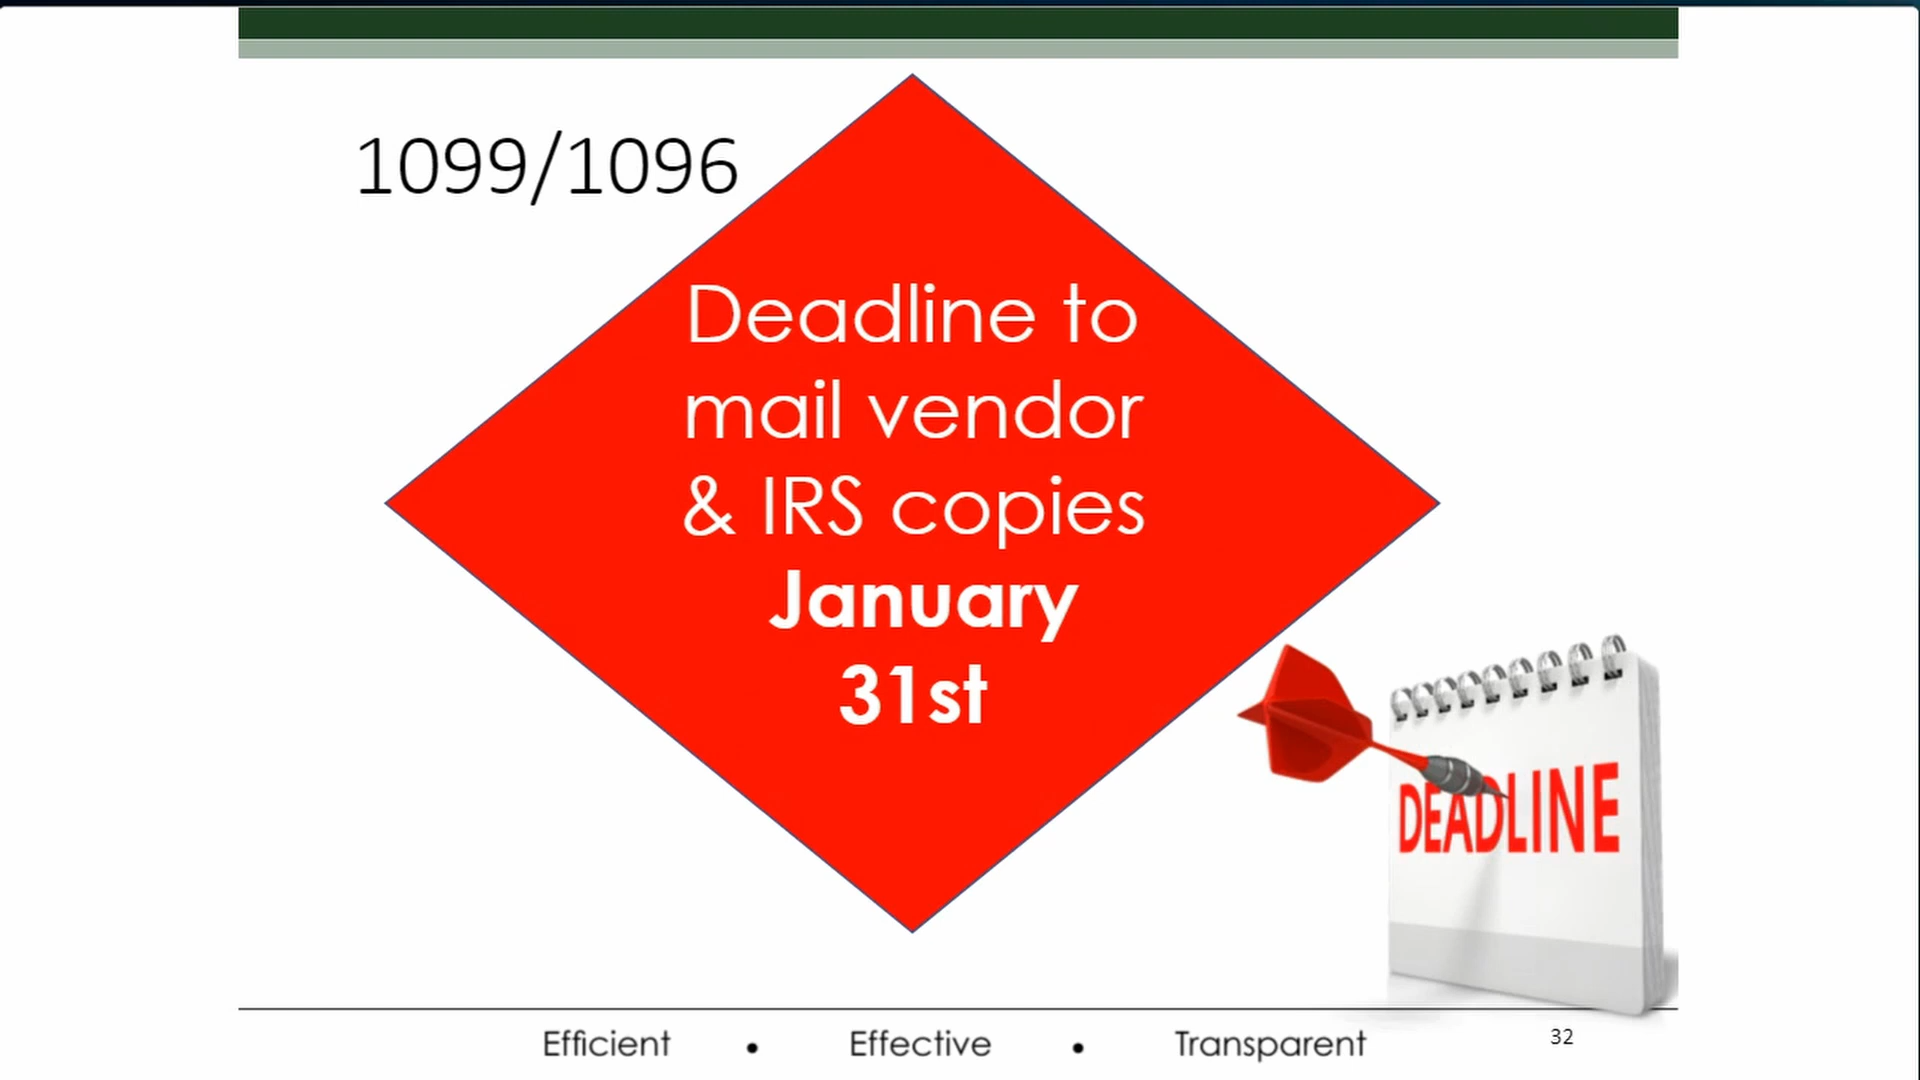 1099/1096
Deadline to
mail vendor
& IRS copies
January
31st
DEADLINE
Efficient • Effective • Transparent
32